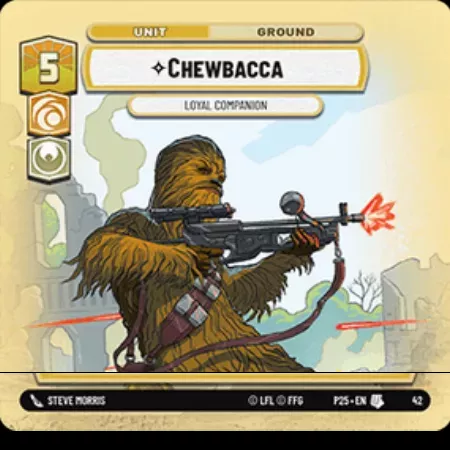 UNIT GROUND
5
CHEWBACCA
LOYAL COMPANION
STEVE MORRIS © LFL © FFG P25 • EN 42